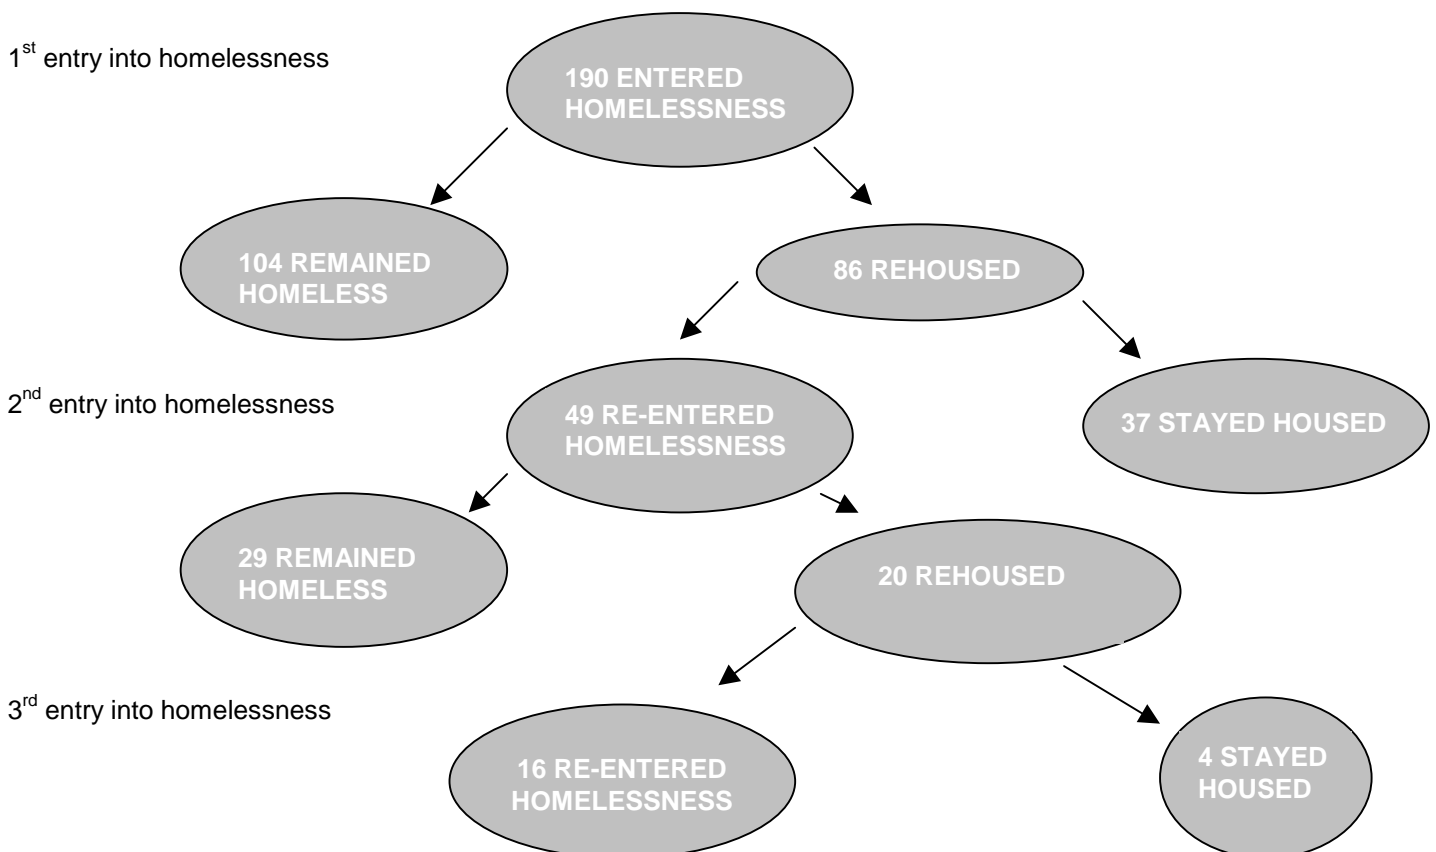 1st entry into homelessness
190 ENTERED
HOMELESSNESS
104 REMAINED
HOMELESS
86 REHOUSED
2nd entry into homelessness
49 RE-ENTERED
HOMELESSNESS
37 STAYED HOUSED
29 REMAINED
HOMELESS
20 REHOUSED
3rd entry into homelessness
16 RE-ENTERED
HOMELESSNESS
4 STAYED
HOUSED